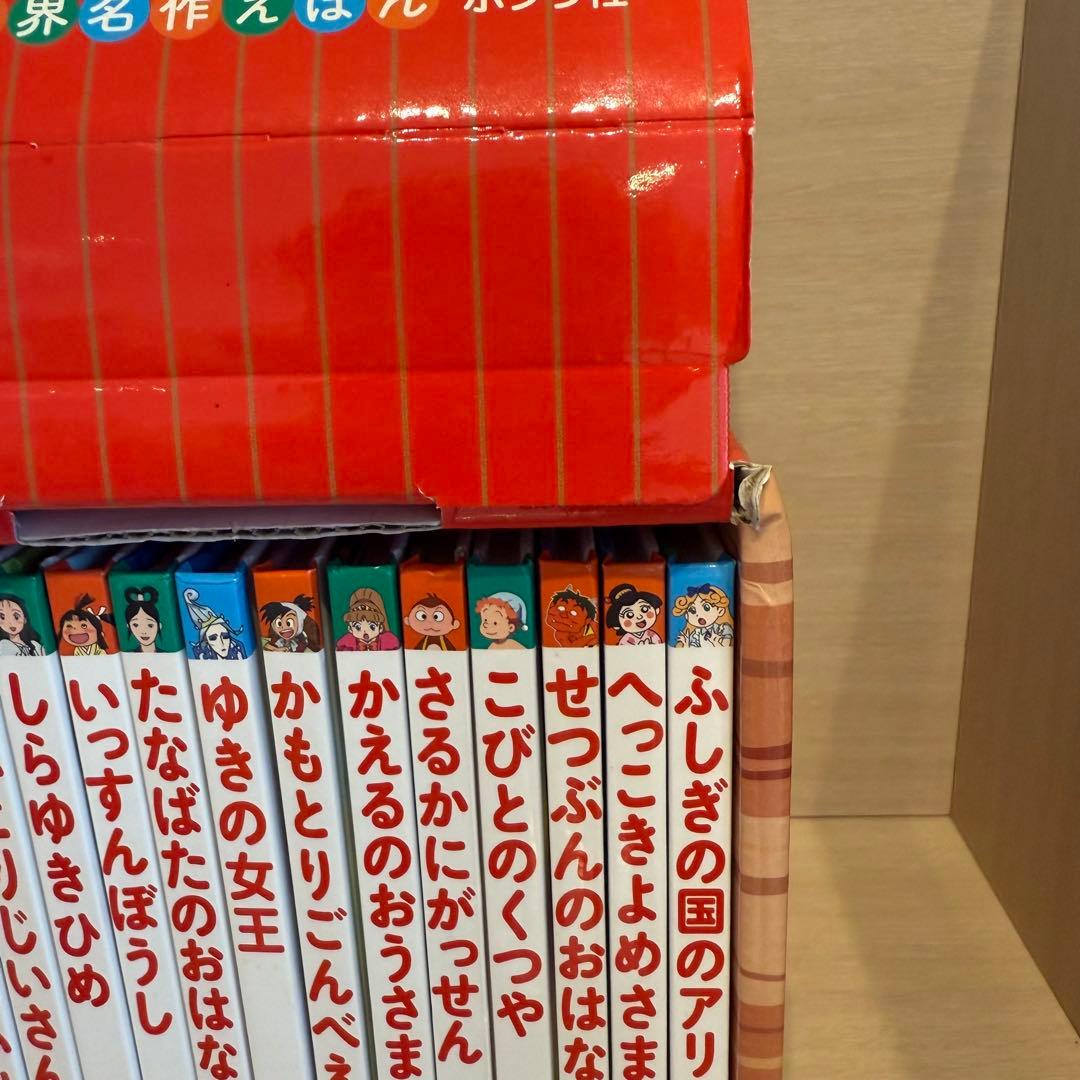 界名作えほん ポプラ社
しらゆきひめ
いっすんぼうし
たなばたのおはな
ゆきの女王
かもとりごんべえ
かえるのおうさま
さるかにがっせん
こびとのくつや
せつぶんのおはな
へっこきよめさま
ふしぎの国のアリ